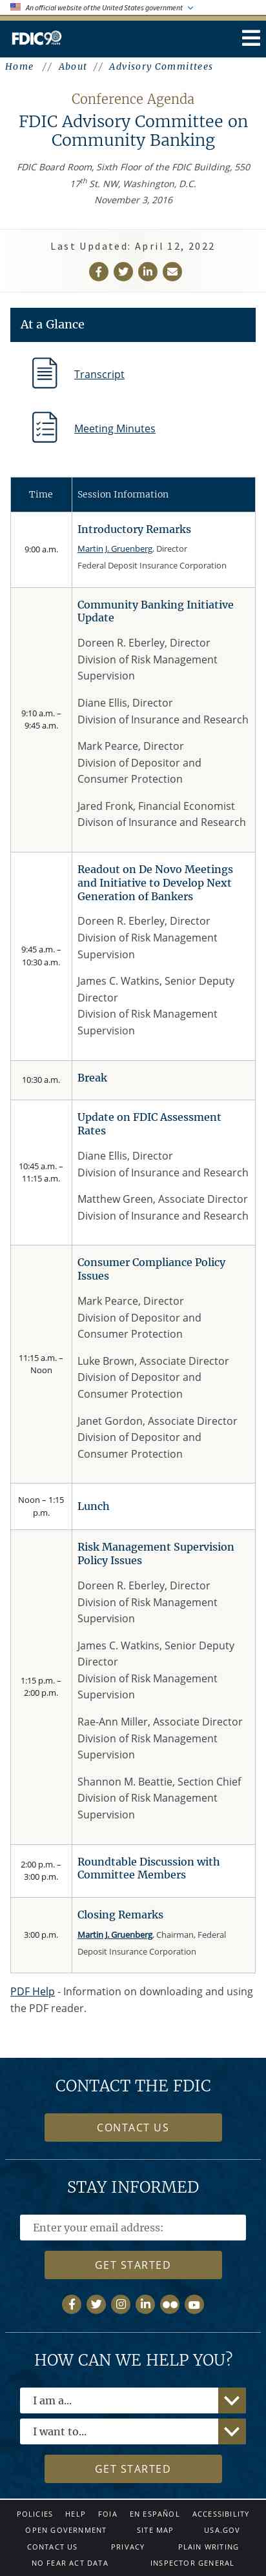 An official website of the United States government
FDIC 90
Home // About // Advisory Committees
Conference Agenda
FDIC Advisory Committee on
Community Banking
FDIC Board Room, Sixth Floor of the FDIC Building, 550
17th St. NW, Washington, D.C.
November 3, 2016
Last Updated: April 12, 2022
At a Glance
Transcript
Meeting Minutes
Time Session Information
9:00 a.m.
Introductory Remarks
Martin J. Gruenberg, Director
Federal Deposit Insurance Corporation
9:10 a.m. –
9:45 a.m.
Community Banking Initiative
Update
Doreen R. Eberley, Director
Division of Risk Management
Supervision
Diane Ellis, Director
Division of Insurance and Research
Mark Pearce, Director
Division of Depositor and
Consumer Protection
Jared Fronk, Financial Economist
Divison of Insurance and Research
9:45 a.m. –
10:30 a.m.
Readout on De Novo Meetings
and Initiative to Develop Next
Generation of Bankers
Doreen R. Eberley, Director
Division of Risk Management
Supervision
James C. Watkins, Senior Deputy
Director
Division of Risk Management
Supervision
10:30 a.m.
Break
10:45 a.m. –
11:15 a.m.
Update on FDIC Assessment
Rates
Diane Ellis, Director
Division of Insurance and Research
Matthew Green, Associate Director
Division of Insurance and Research
11:15 a.m. –
Noon
Consumer Compliance Policy
Issues
Mark Pearce, Director
Division of Depositor and
Consumer Protection
Luke Brown, Associate Director
Division of Depositor and
Consumer Protection
Janet Gordon, Associate Director
Division of Depositor and
Consumer Protection
Noon – 1:15
p.m.
Lunch
1:15 p.m. –
2:00 p.m.
Risk Management Supervision
Policy Issues
Doreen R. Eberley, Director
Division of Risk Management
Supervision
James C. Watkins, Senior Deputy
Director
Division of Risk Management
Supervision
Rae-Ann Miller, Associate Director
Division of Risk Management
Supervision
Shannon M. Beattie, Section Chief
Division of Risk Management
Supervision
2:00 p.m. –
3:00 p.m.
Roundtable Discussion with
Committee Members
3:00 p.m.
Closing Remarks
Martin J. Gruenberg, Chairman, Federal
Deposit Insurance Corporation
PDF Help - Information on downloading and using
the PDF reader.
CONTACT THE FDIC
CONTACT US
STAY INFORMED
Enter your email address:
GET STARTED
HOW CAN WE HELP YOU?
I am a...
I want to...
GET STARTED
POLICIES HELP FOIA EN ESPAÑOL ACCESSIBILITY
OPEN GOVERNMENT SITE MAP USA.GOV
CONTACT US PRIVACY PLAIN WRITING
NO FEAR ACT DATA INSPECTOR GENERAL